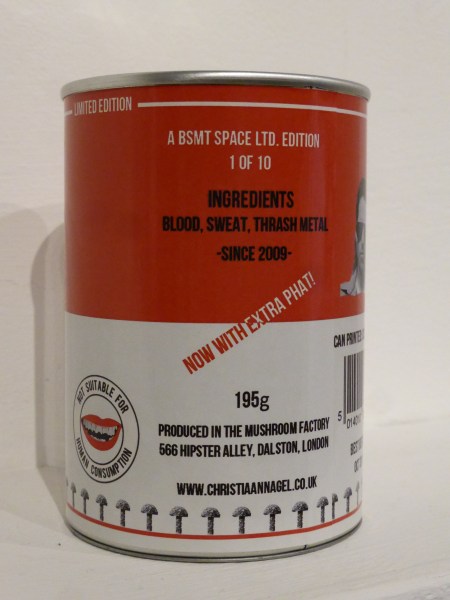 LIMITED EDITION
A BSMT SPACE LTD. EDITION
1 OF 10
INGREDIENTS
BLOOD, SWEAT, THRASH METAL
-SINCE 2009-
NOW WITH EXTRA PHAT!
CAN PRINTED
195g
NOT SUITABLE FOR
HUMAN CONSUMPTION
PRODUCED IN THE MUSHROOM FACTORY
566 HIPSTER ALLEY, DALSTON, LONDON
WWW.CHRISTIAANNAGEL.CO.UK